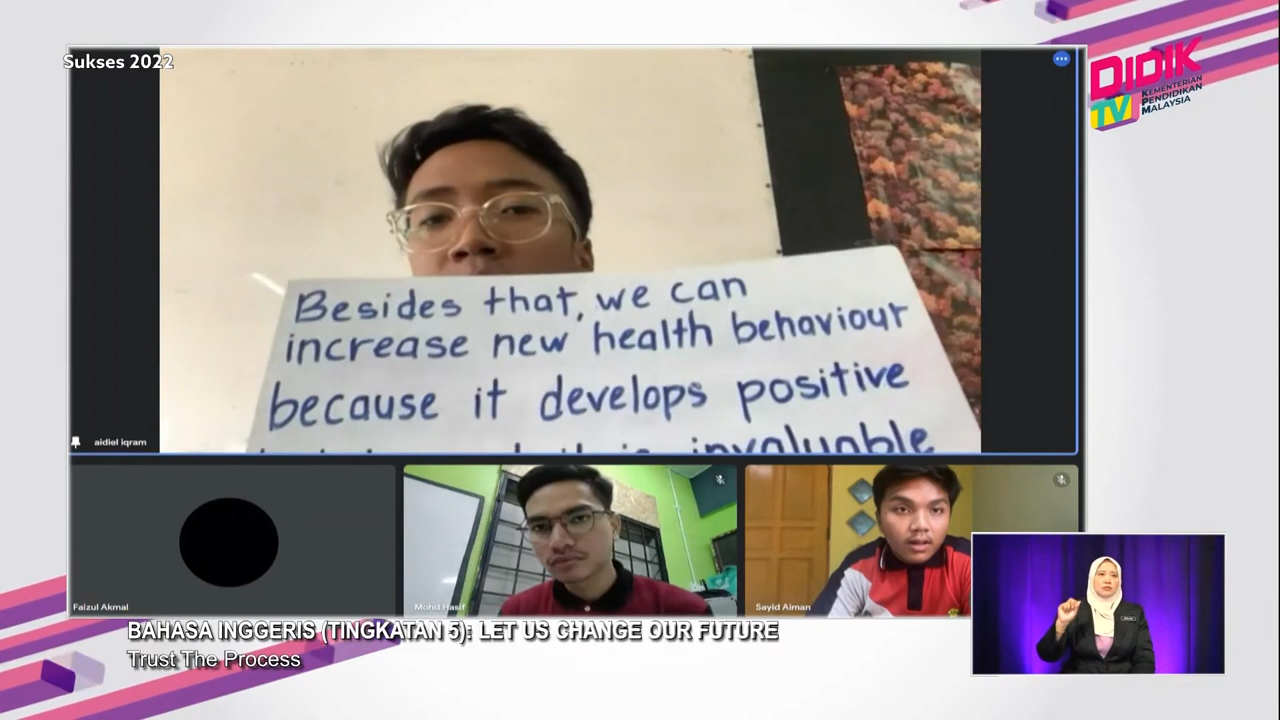 Sukses 2022
DIDIK
TV
KEMENTERIAN
PENDIDIKAN
MALAYSIA
Besides that, we can
increase new health behaviour
because it develops positive
invaluable
aidiel iqram
Faizul Akmal
Mohd Hasif
Sayid Aiman
BAHASA INGGERIS (TINGKATAN 5): LET US CHANGE OUR FUTURE
Trust The Process